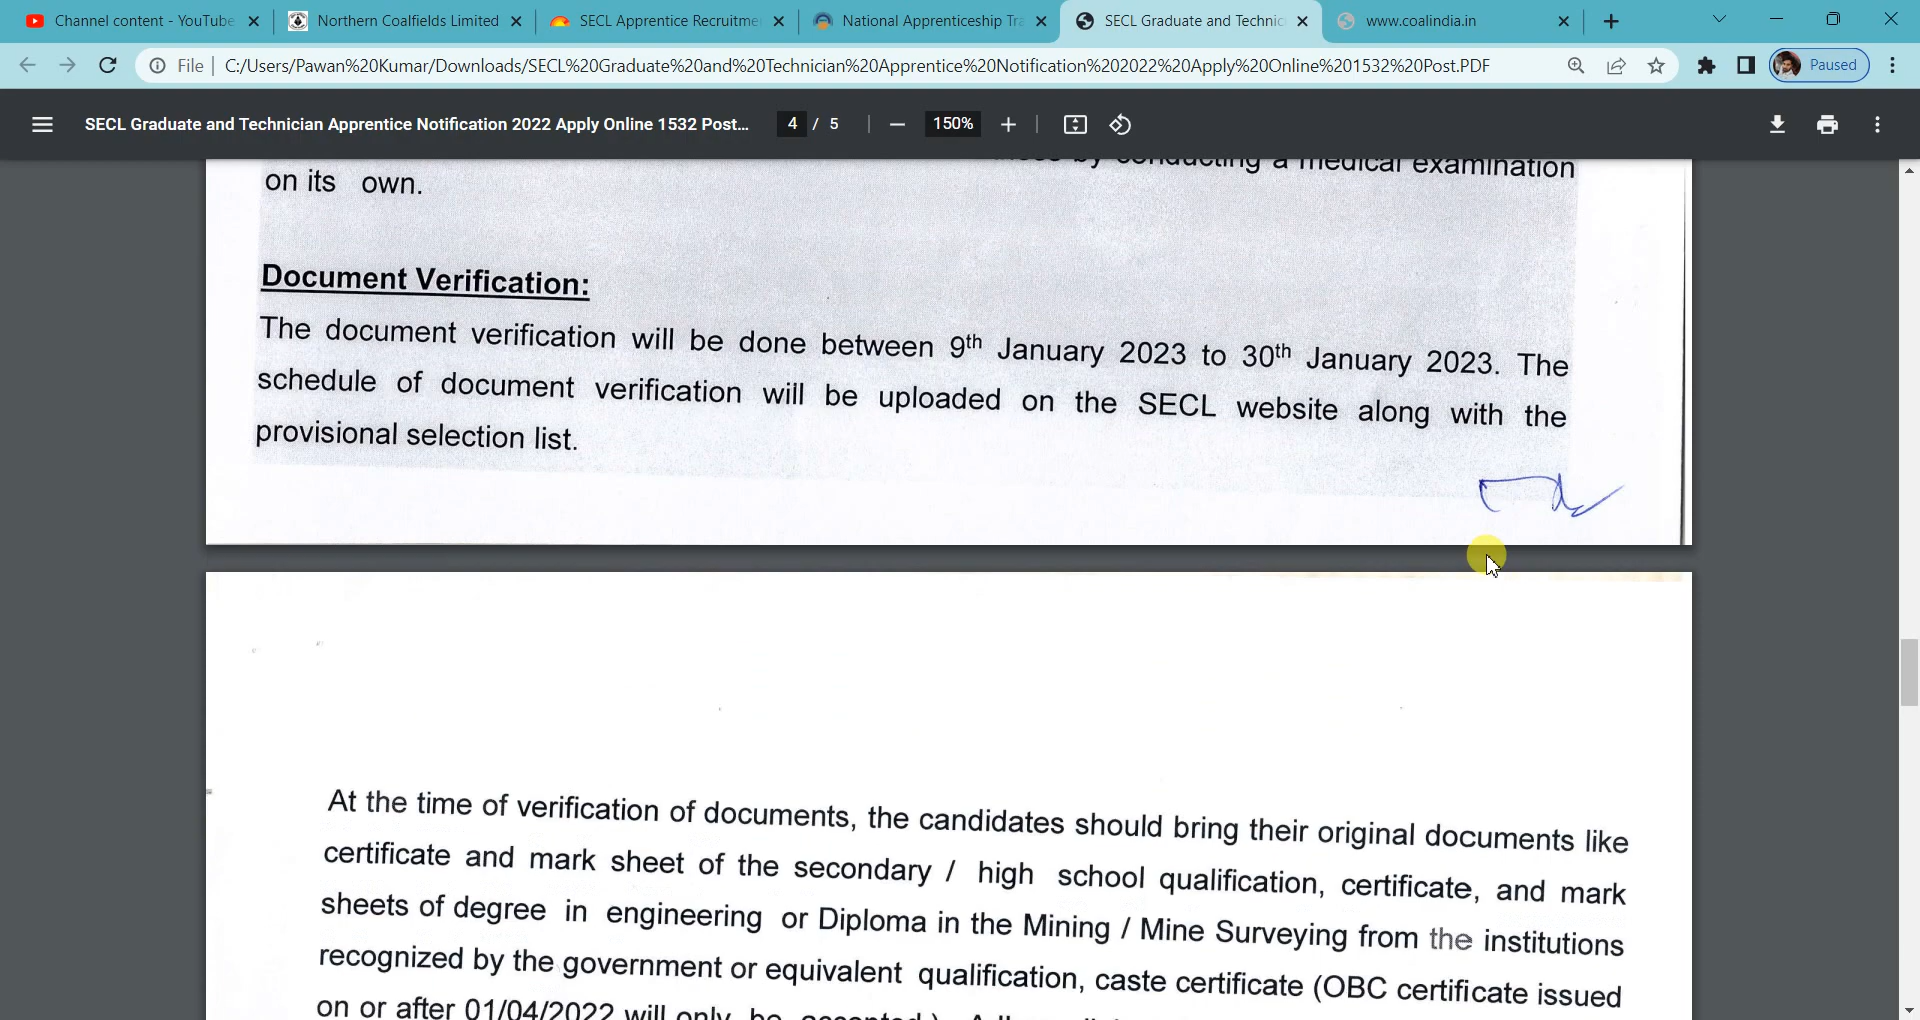 Channel content - YouTube
Northern Coalfields Limited
SECL Apprentice Recruitme
National Apprenticeship Tra
SECL Graduate and Technic
www.coalindia.in
File
C:/Users/Pawan%20Kumar/Downloads/SECL%20Graduate%20and%20Technician%20Apprentice%20Notification%202022%20Apply%20Online%201532%20Post.PDF
Paused
SECL Graduate and Technician Apprentice Notification 2022 Apply Online 1532 Post...
4 / 5
150%
by conducting a medical examination
on its own.
Document Verification:
The document verification will be done between 9th January 2023 to 30th January 2023. The
schedule of document verification will be uploaded on the SECL website along with the
provisional selection list.
At the time of verification of documents, the candidates should bring their original documents like
certificate and mark sheet of the secondary / high school qualification, certificate, and mark
sheets of degree in engineering or Diploma in the Mining / Mine Surveying from the institutions
recognized by the government or equivalent qualification, caste certificate (OBC certificate issued
on or after 01/04/2022 will only be accepted.)